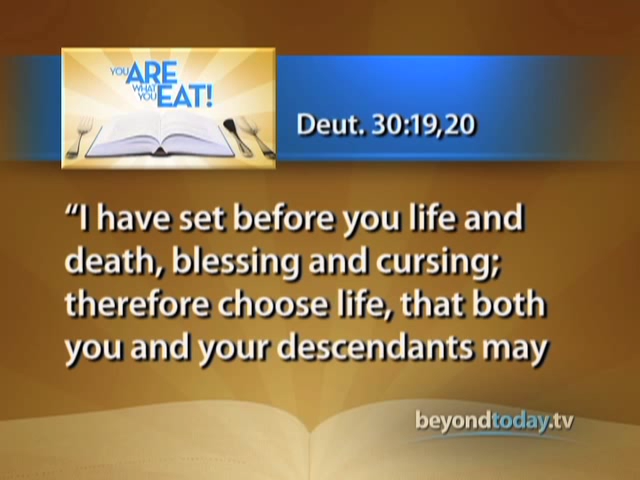 YOU ARE
WHAT
YOU EAT!
Deut. 30:19,20
“I have set before you life and
death, blessing and cursing;
therefore choose life, that both
you and your descendants may
beyondtoday.tv